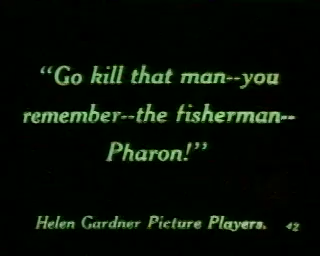 "Go kill that man--you
remember--the fisherman--
Pharon!"
Helen Gardner Picture Players. 42